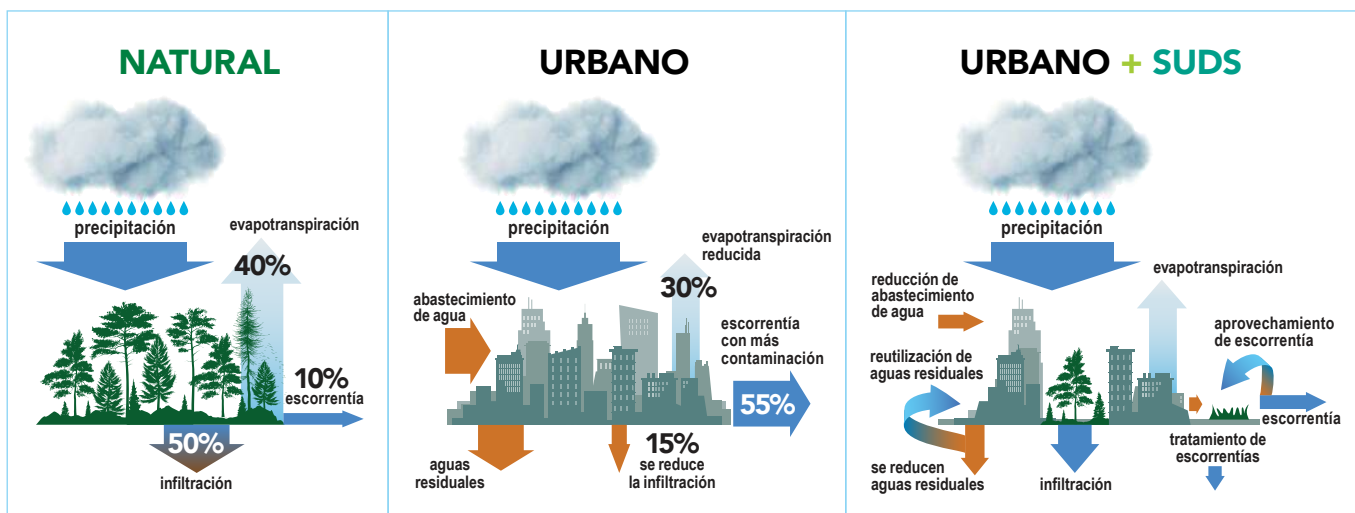 NATURAL
precipitación
evapotranspiración
40%
10%
escorrentía
50%
infiltración
URBANO
precipitación
evapotranspiración
reducida
30%
abastecimiento
de agua
escorrentía
con más
contaminación
55%
aguas
residuales
15%
se reduce
la infiltración
URBANO + SUDS
precipitación
evapotranspiración
reducción de
abastecimiento
de agua
reutilización de
aguas residuales
aprovechamiento
de escorrentía
escorrentía
tratamiento de
escorrentías
se reducen
aguas residuales
infiltración